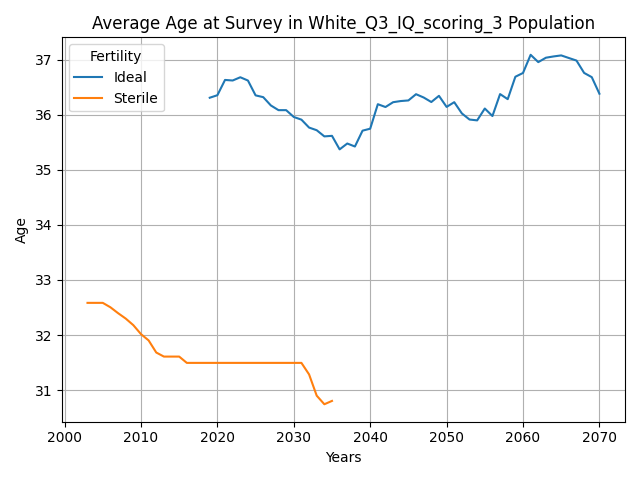 Average Age at Survey in White_Q3_IQ_scoring_3 Population
Fertility
Ideal
Sterile
Age
37
36
35
34
33
32
31
2000 2010 2020 2030 2040 2050 2060 2070
Years